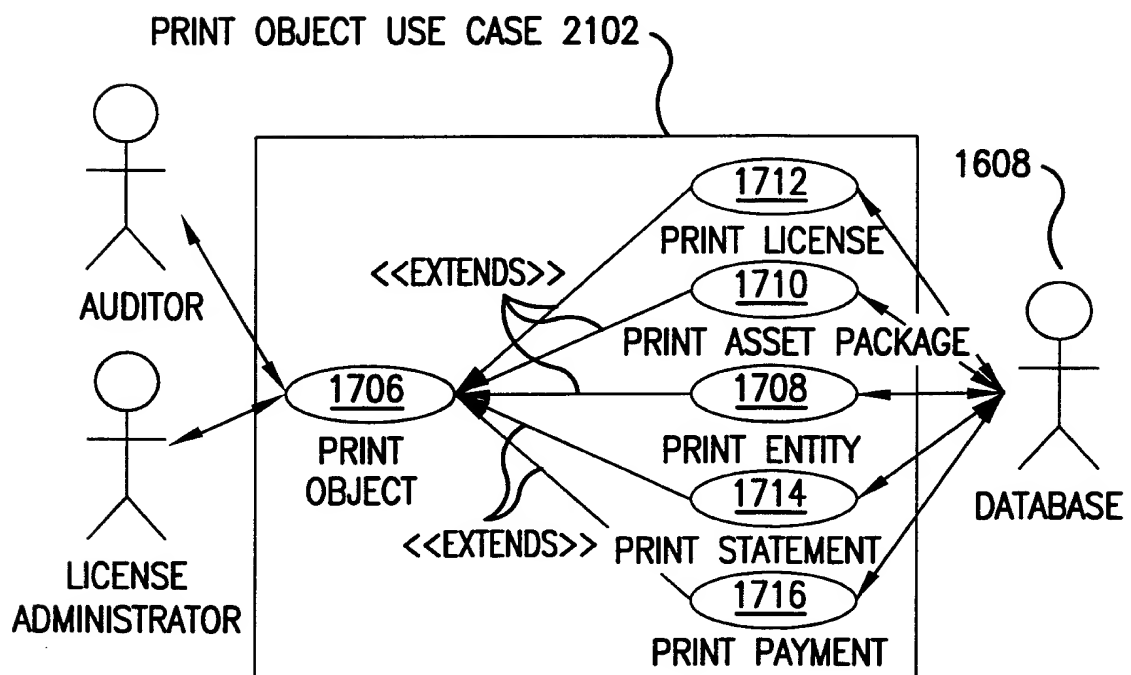 PRINT OBJECT USE CASE 2102
1608
1712
PRINT LICENSE
<<EXTENDS>>
1710
AUDITOR
PRINT ASSET PACKAGE
1706
1708
PRINT
OBJECT
PRINT ENTITY
1714
DATABASE
<<EXTENDS>>
PRINT STATEMENT
LICENSE
ADMINISTRATOR
1716
PRINT PAYMENT